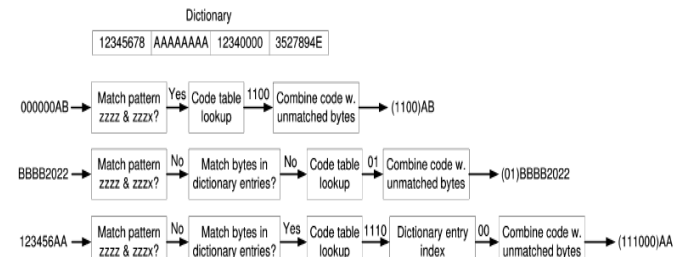 Dictionary
12345678 AAAAAAAA 12340000 3527894E
000000AB Match pattern zzzz & zzzx? Yes Code table lookup 1100 Combine code w. unmatched bytes (1100)AB
BBBB2022 Match pattern zzzz & zzzx? No Match bytes in dictionary entries? No Code table lookup 01 Combine code w. unmatched bytes (01)BBBB2022
123456AA Match pattern zzzz & zzzx? No Match bytes in dictionary entries? Yes Code table lookup 1110 Dictionary entry index 00 Combine code w. unmatched bytes (111000)AA